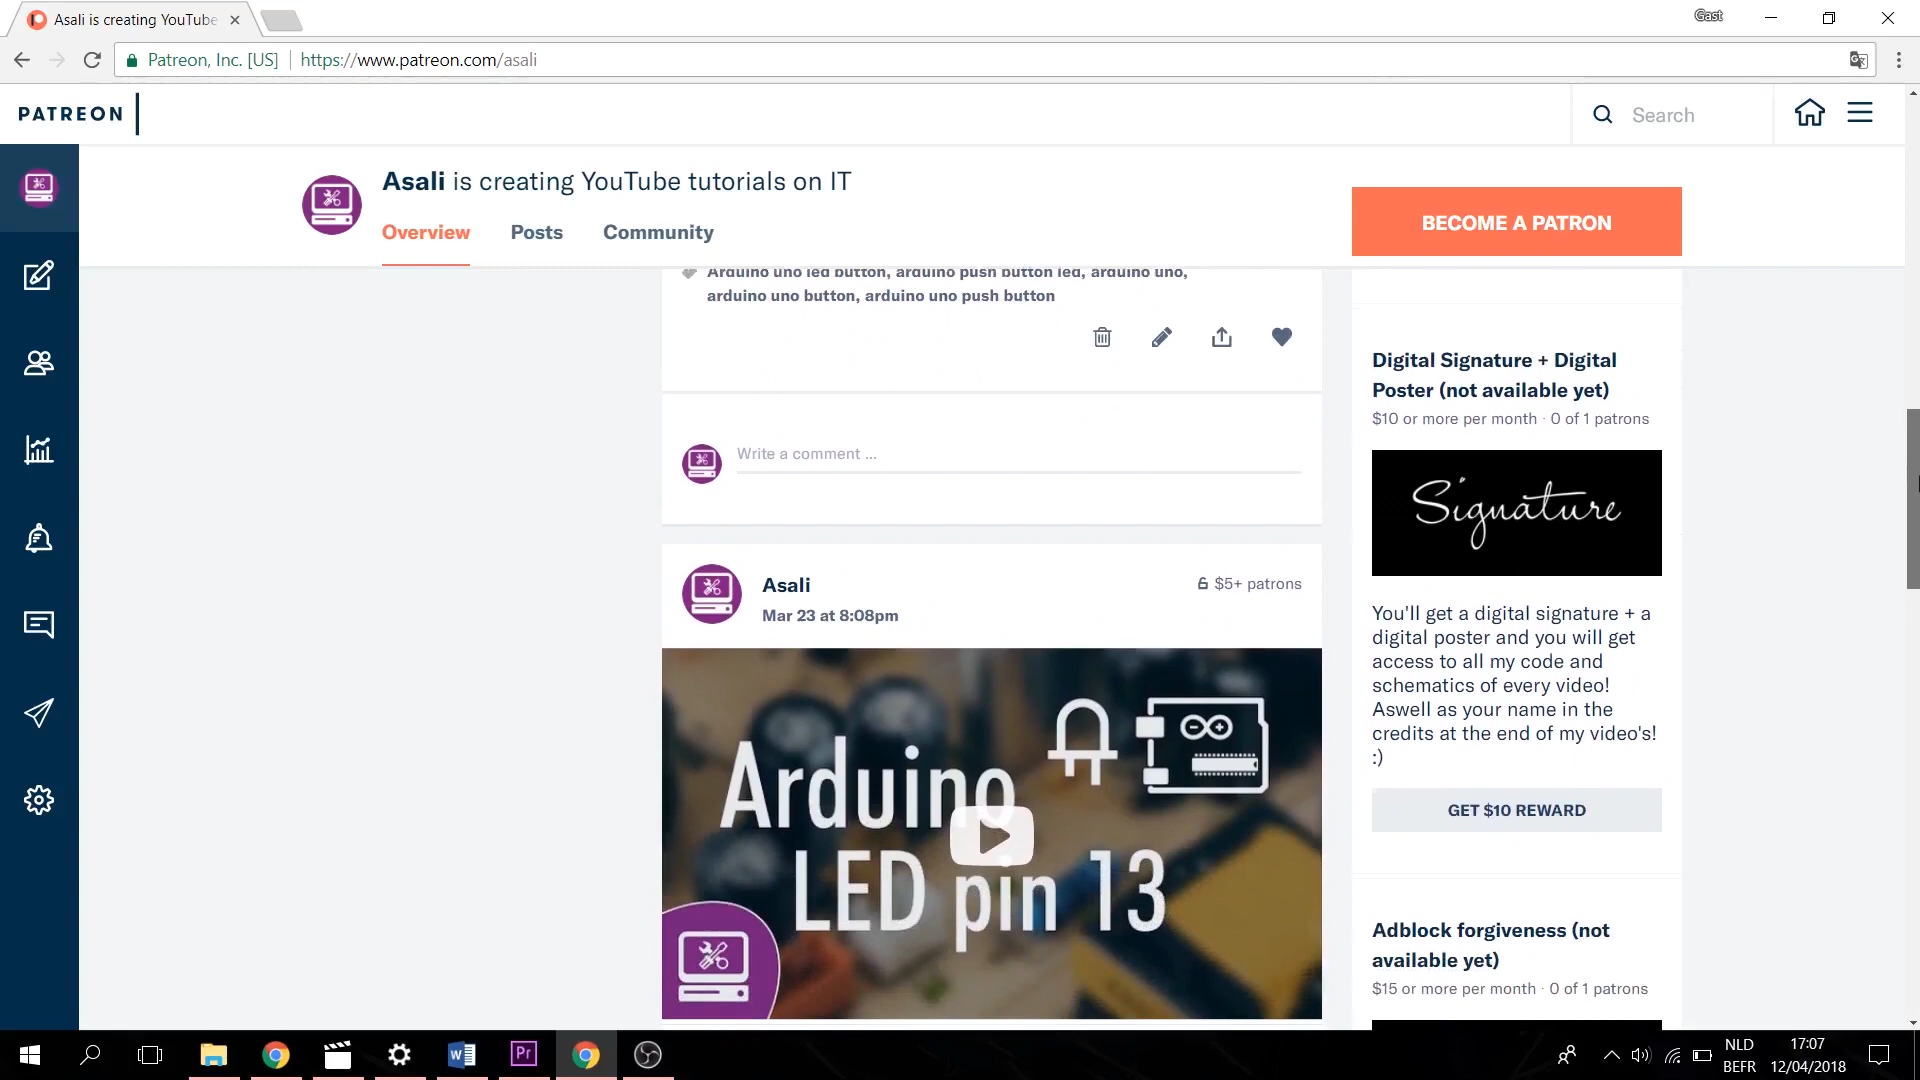 Asali is creating YouTube
Gast
Patreon, Inc. [US]
https://www.patreon.com/asali
PATREON
Search
Asali is creating YouTube tutorials on IT
Overview
Posts
Community
BECOME A PATRON
Arduino uno led button, arduino push button led, arduino uno,
arduino uno button, arduino uno push button
Write a comment ...
Asali
$5+ patrons
Mar 23 at 8:08pm
Arduino
LED pin 13
Digital Signature + Digital
Poster (not available yet)
$10 or more per month · 0 of 1 patrons
Signature
You'll get a digital signature + a
digital poster and you will get
access to all my code and
schematics of every video!
Aswell as your name in the
credits at the end of my video's!
:)
GET $10 REWARD
Adblock forgiveness (not
available yet)
$15 or more per month · 0 of 1 patrons
Pr
NLD
BEFR
17:07
12/04/2018